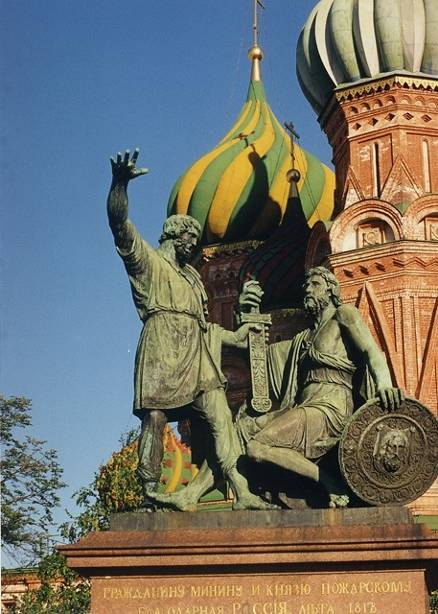 ГРАЖДАНИНУ МИНИНУ И КНЯЗЮ ПОЖАРСКОМУ
БЛАГОДАРНАЯ РОССІЯ ЛѢТА 1818